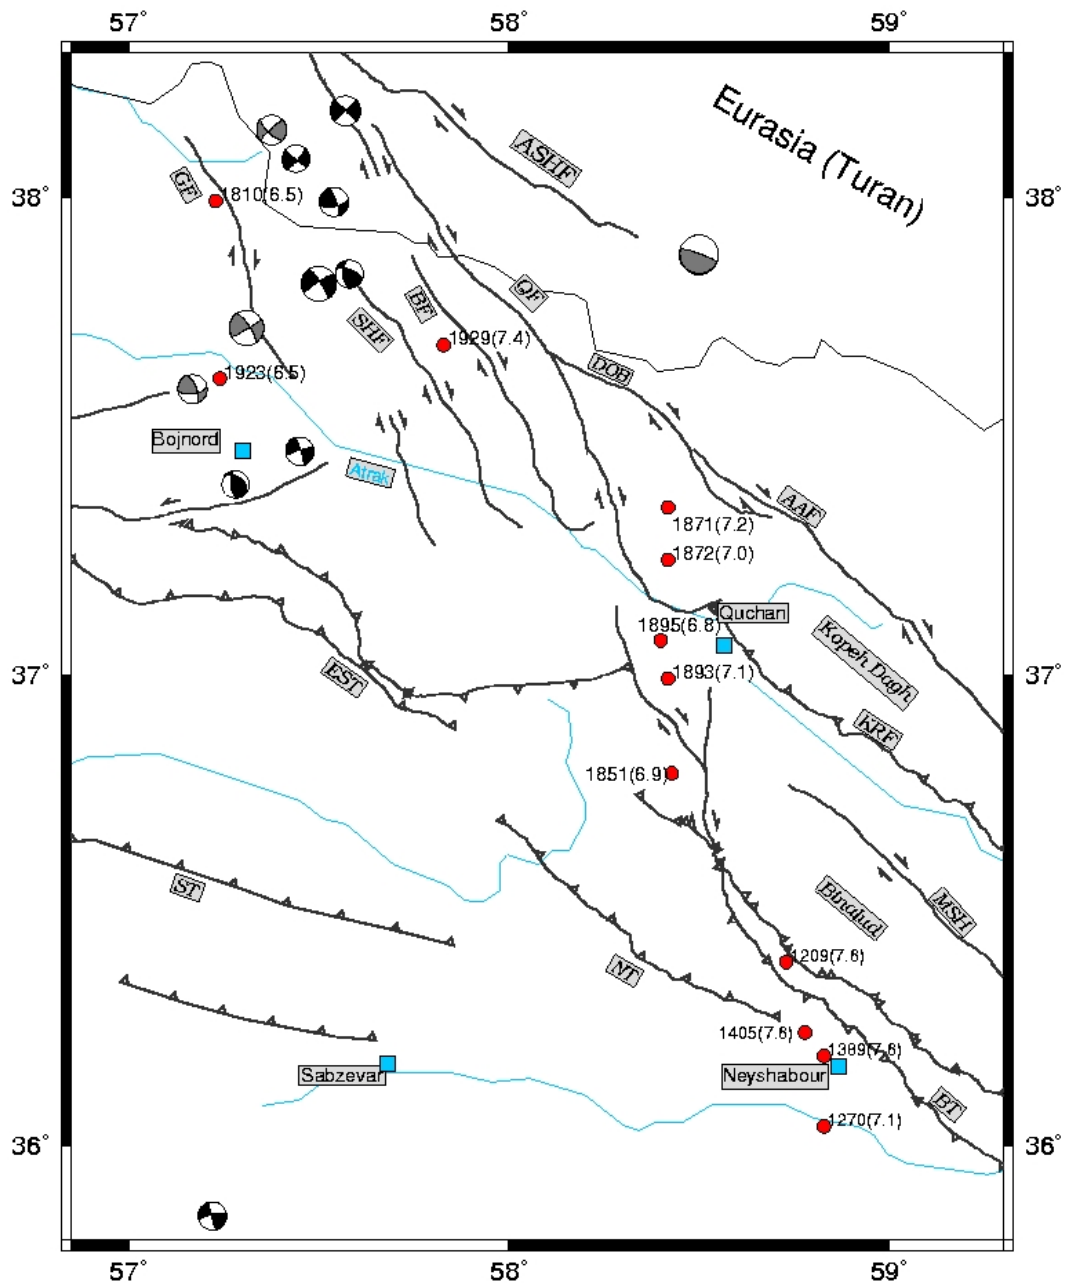 57° 58° 59°
Eurasia (Turan)
ASHF
38° 38°
GF
1810(6.5)
QF
BF
SHF
1929(7.4)
DOB
1923(6.5)
Bojnord
Atrak
AAF
1871(7.2)
1872(7.0)
Quchan
1895(6.8)
Kopeh Dagh
37° 37°
1893(7.1)
EST
KRF
1851(6.9)
ST
Binalud
MSH
1209(7.6)
NT
1405(7.6)
1389(7.6)
Sabzevar
Neyshabour
BT
1270(7.1)
36° 36°
57° 58° 59°